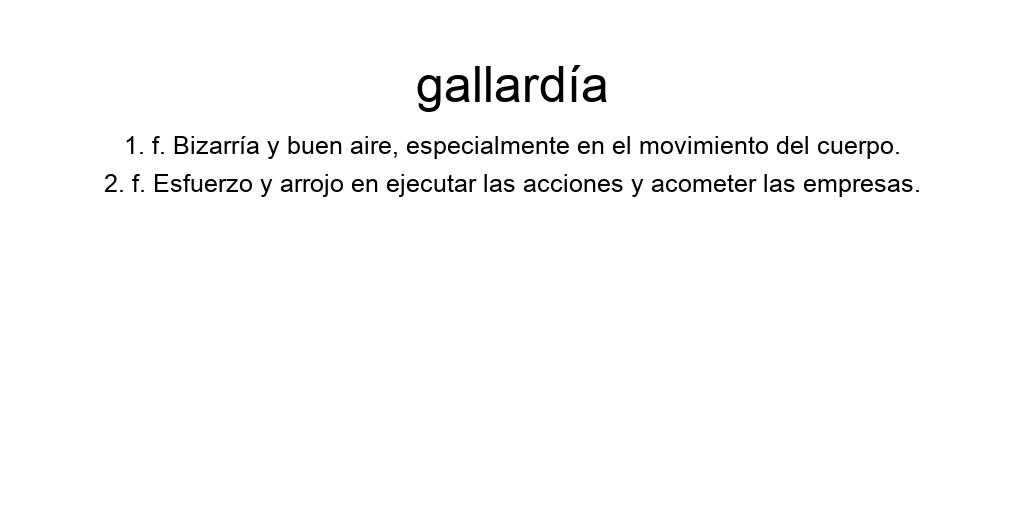 gallardía
1. f. Bizarría y buen aire, especialmente en el movimiento del cuerpo.
2. f. Esfuerzo y arrojo en ejecutar las acciones y acometer las empresas.